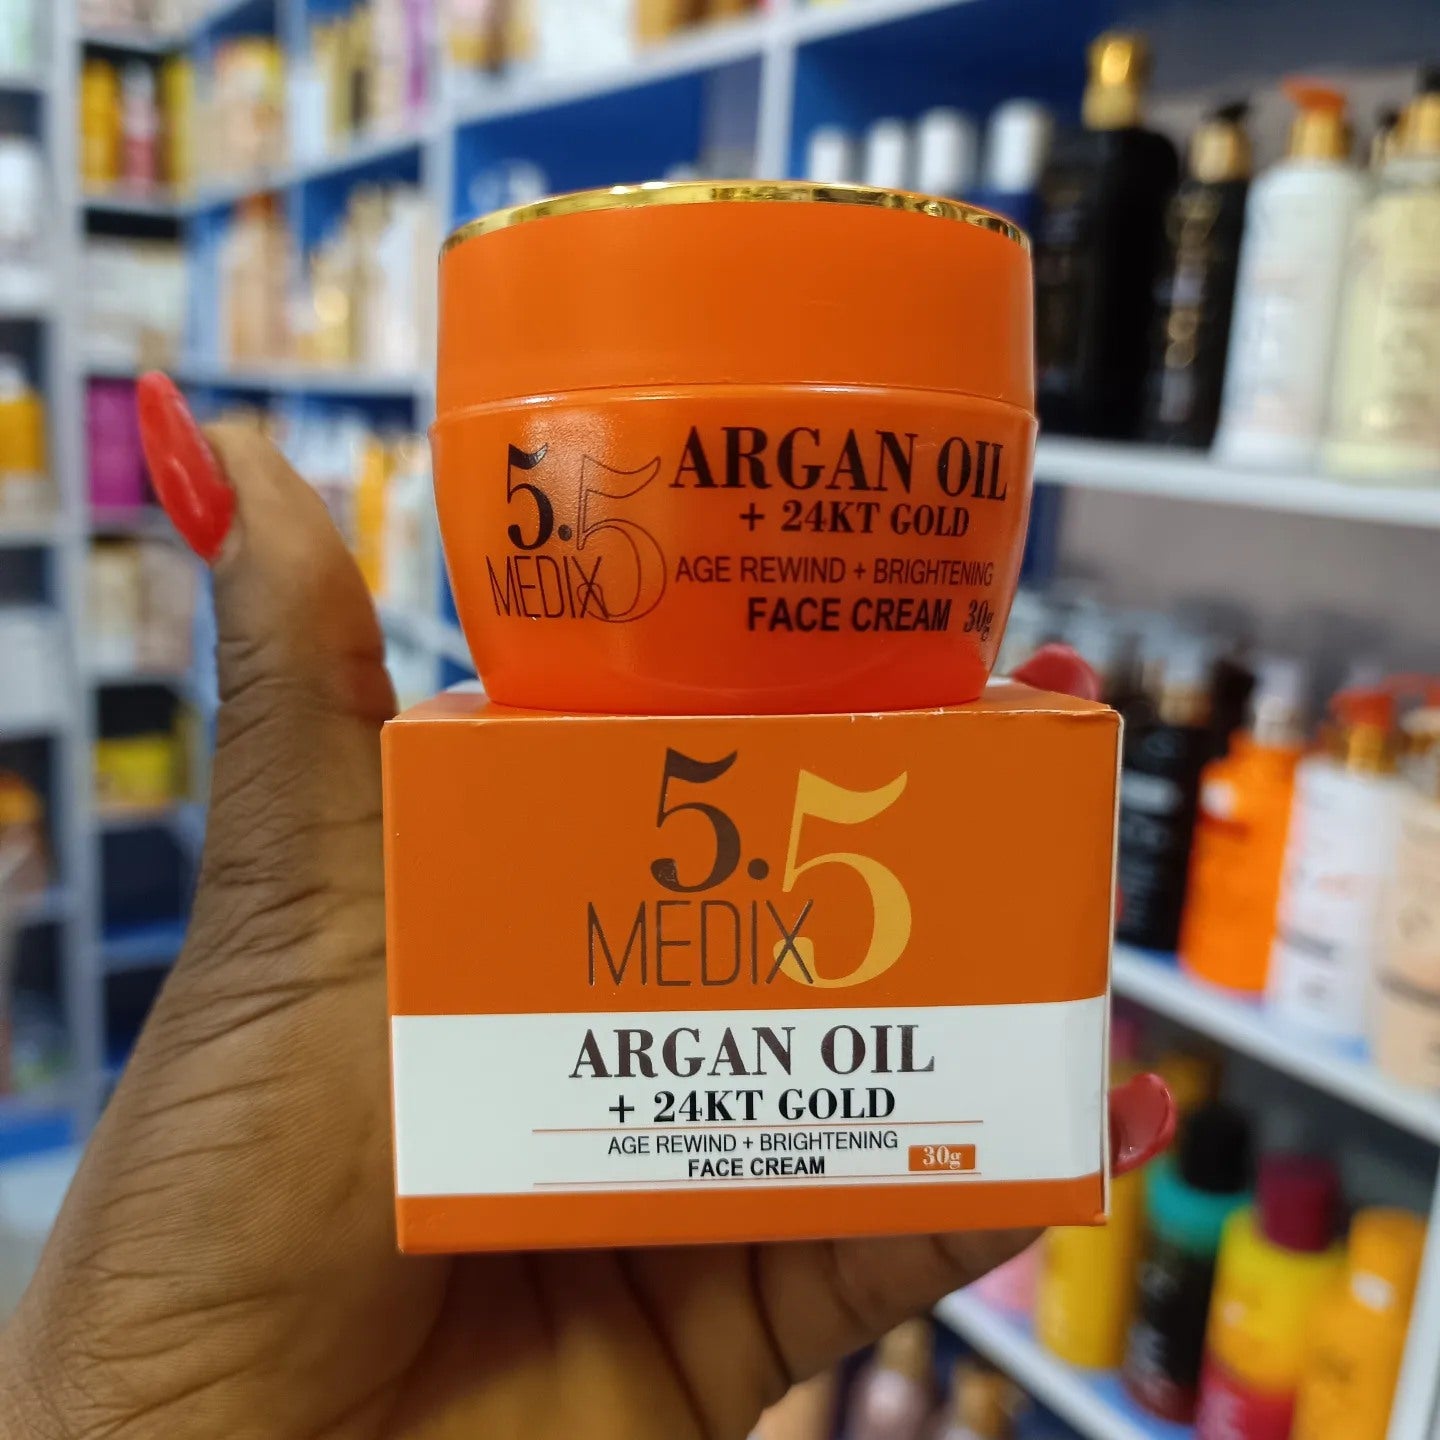 5.5
MEDIX
ARGAN OIL
+ 24KT GOLD
AGE REWIND + BRIGHTENING
FACE CREAM 30g
5.5
MEDIX
ARGAN OIL
+ 24KT GOLD
AGE REWIND + BRIGHTENING
FACE CREAM 30g